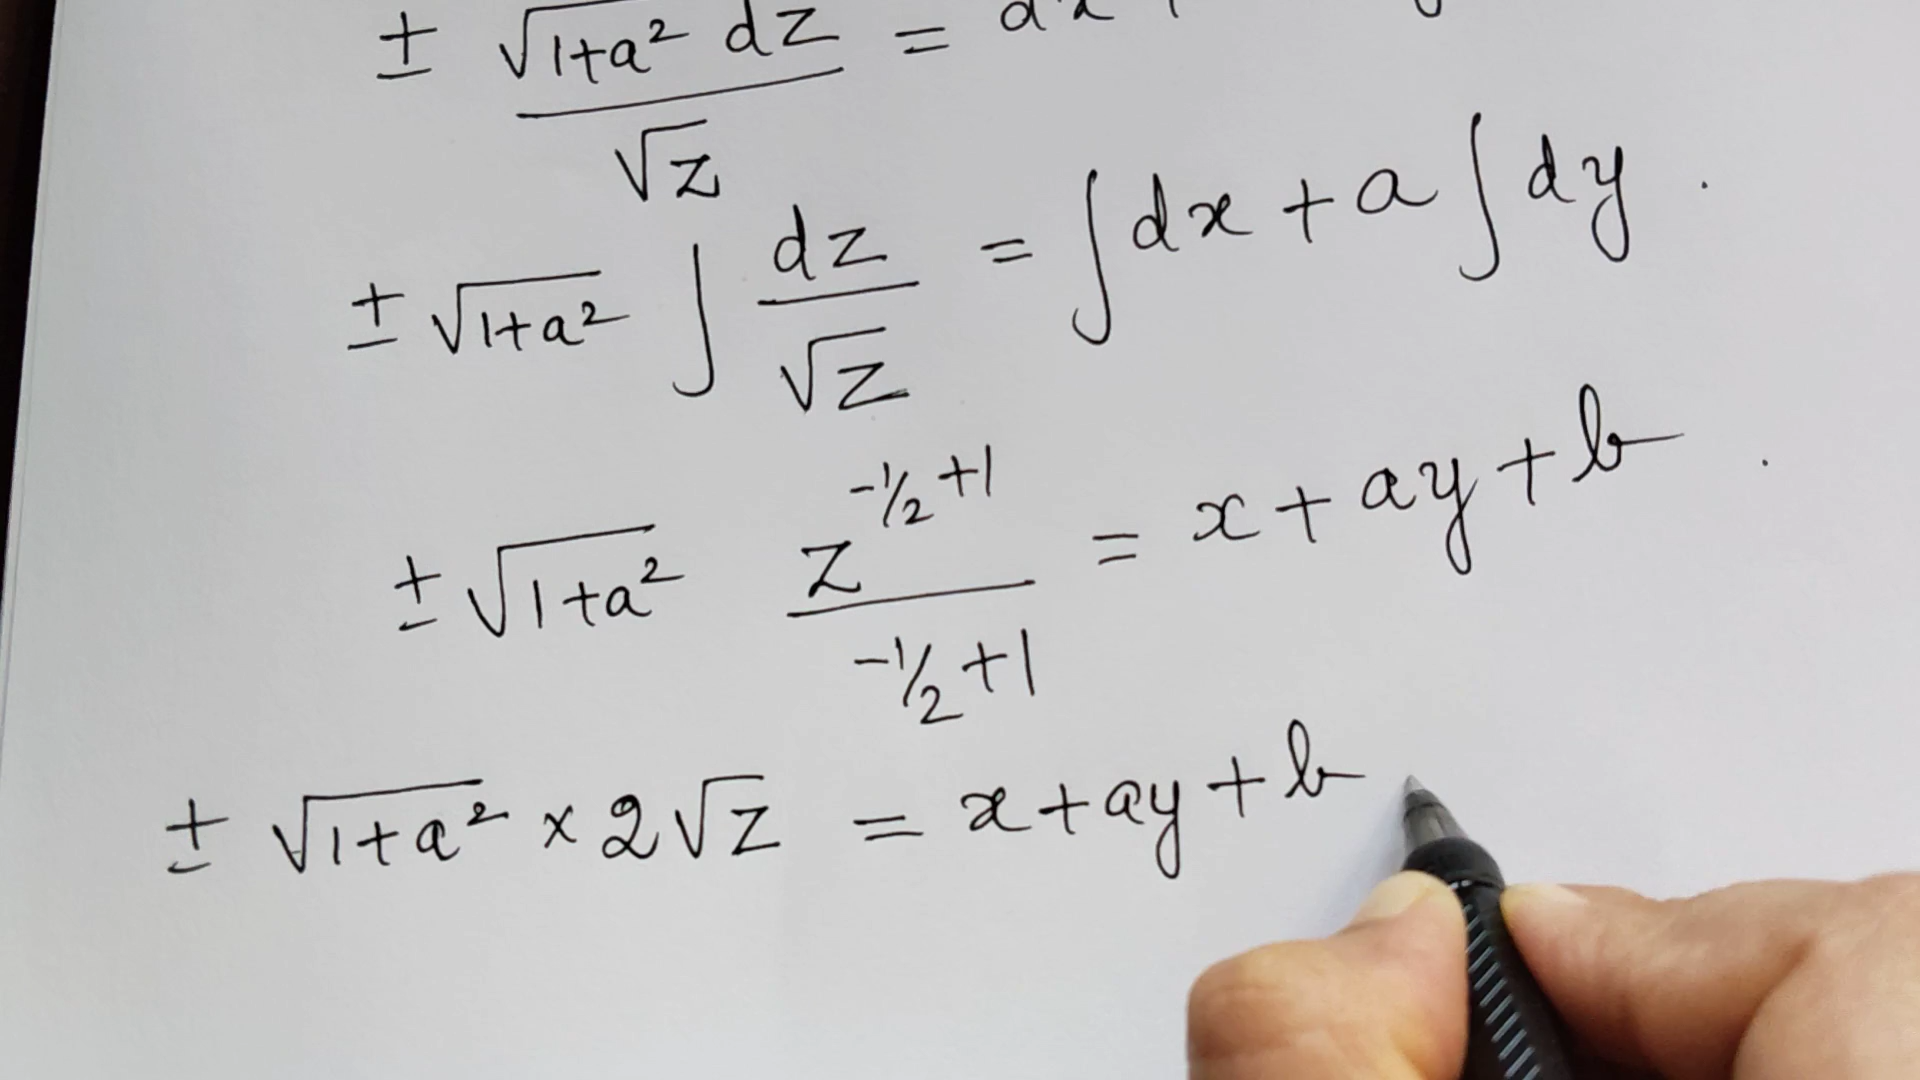 ± √(1+a²) dz / √z = dx
± √(1+a²) ∫ dz/√z = ∫dx + a∫dy .
± √(1+a²) z^(-1/2+1) / (-1/2+1) = x + ay + b .
± √(1+a²) × 2√z = x + ay + b